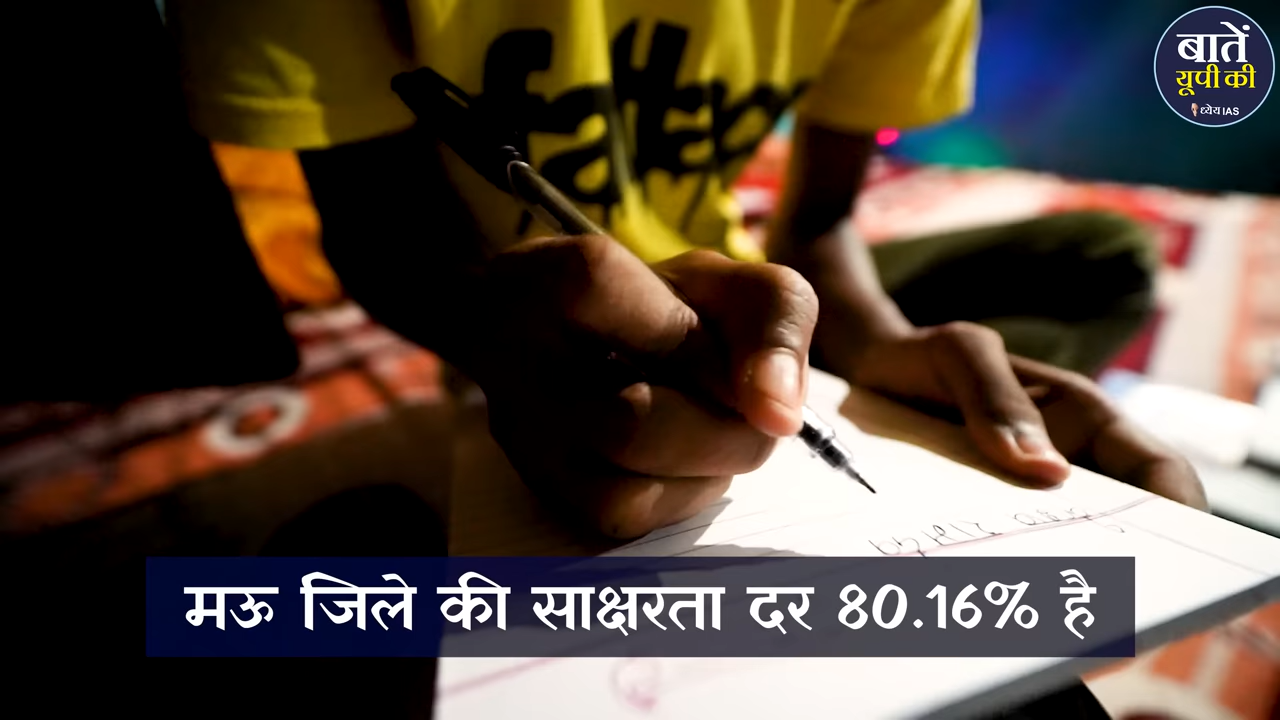 बातें
यूपी की
ध्येय IAS
मऊ जिले की साक्षरता दर 80.16% है